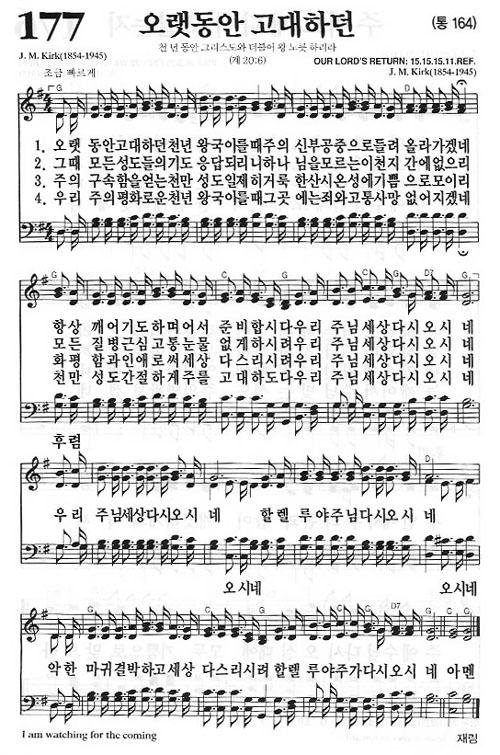 177
오랫동안 고대하던
(통 164)
천 년 동안 그리스도와 더불어 왕 노릇 하리라
(계 20:6)
J. M. Kirk(1854-1945)
조금 빠르게
OUR LORD'S RETURN: 15.15.15.11.REF.
J. M. Kirk(1854-1945)
G C G D
1. 오랫 동안고대하던천년 왕국이를때주의 신부공중으로들려 올라가겠네
2. 그때 모든성도들의기도 응답되리니하나 님을모르는이천지 간에없으리
3. 주의 구속함을얻는천만 성도일제히거룩 한산시온성에기쁨 으로모이리
4. 우리 주의평화로운천년 왕국이를때그곳 에는죄와고통사망 없어지겠네
G C G C G D7 G
항상 깨어기도하며어서 준비합시다우리 주님세상다시오시 네
모든 질병근심고통눈물 없게하시려우리 주님세상다시오시 네
화평 함과인애로써세상 다스리시려우리 주님세상다시오시 네
천만 성도간절하게주를 고대하도다우리 주님세상다시오시 네
후렴
G D
우리 주님세상다시오시 네 할렐 루야주님다시오시 네
오시네 오시네
G C G C G D7 G C G
악한 마귀결박하고세상 다스리시려할렐 루야주가다시오시 네 아멘
I am watching for the coming
재림